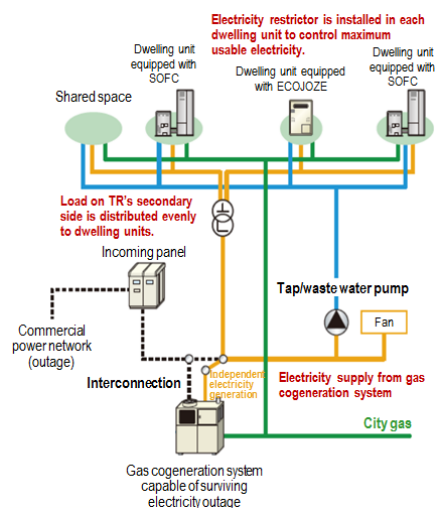 Electricity restrictor is installed in each
dwelling unit to control maximum
usable electricity.
Dwelling unit
equipped with
SOFC
Dwelling unit equipped
with ECOJOZE
Dwelling unit
equipped with
SOFC
Shared space
Load on TR's secondary
side is distributed evenly
to dwelling units.
Incoming panel
Tap/waste water pump
Fan
Commercial
power network
(outage)
Interconnection
Independent
electricity
generation
Electricity supply from gas
cogeneration system
City gas
Gas cogeneration system
capable of surviving
electricity outage